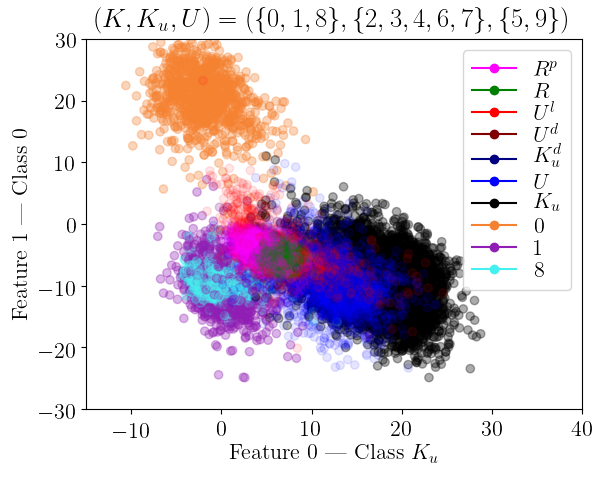 (K, K_u, U) = ({0, 1, 8}, {2, 3, 4, 6, 7}, {5, 9})
30
20
10
0
−10
−20
−30
Feature 1 — Class 0
R^p
R
U^l
U^d
K_u^d
U
K_u
0
1
8
−10
0
10
20
30
40
Feature 0 — Class K_u